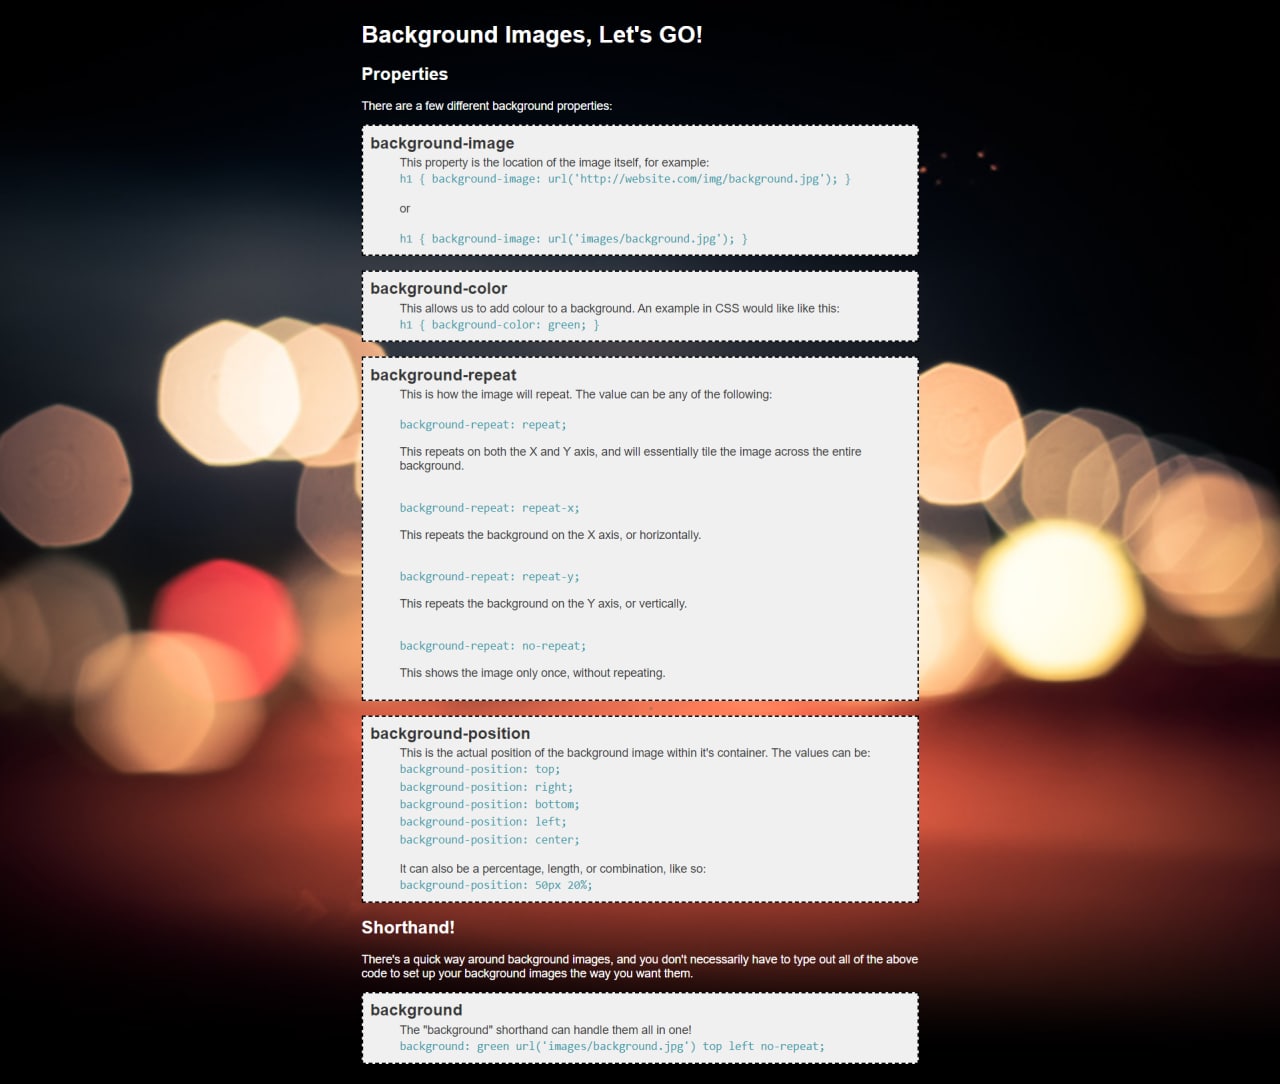 Background Images, Let's GO!
Properties
There are a few different background properties:
background-image
This property is the location of the image itself, for example:
h1 { background-image: url('http://website.com/img/background.jpg'); }
or
h1 { background-image: url('images/background.jpg'); }
background-color
This allows us to add colour to a background. An example in CSS would like like this:
h1 { background-color: green; }
background-repeat
This is how the image will repeat. The value can be any of the following:
background-repeat: repeat;
This repeats on both the X and Y axis, and will essentially tile the image across the entire
background.
background-repeat: repeat-x;
This repeats the background on the X axis, or horizontally.
background-repeat: repeat-y;
This repeats the background on the Y axis, or vertically.
background-repeat: no-repeat;
This shows the image only once, without repeating.
background-position
This is the actual position of the background image within it's container. The values can be:
background-position: top;
background-position: right;
background-position: bottom;
background-position: left;
background-position: center;
It can also be a percentage, length, or combination, like so:
background-position: 50px 20%;
Shorthand!
There's a quick way around background images, and you don't necessarily have to type out all of the above
code to set up your background images the way you want them.
background
The "background" shorthand can handle them all in one!
background: green url('images/background.jpg') top left no-repeat;